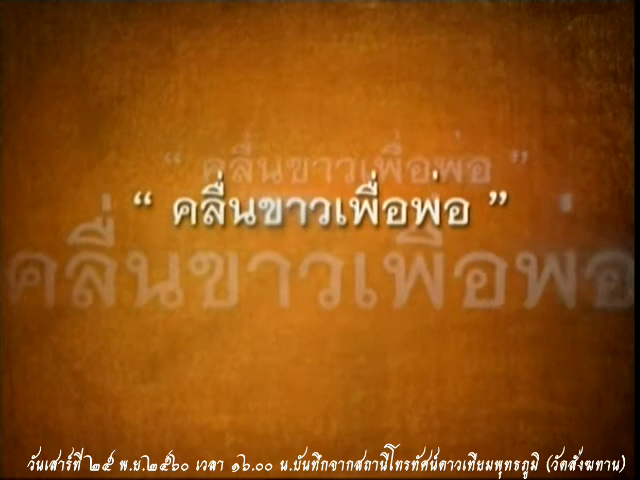 “ คลื่นขาวเพื่อพ่อ ”
“ คลื่นขาวเพื่อพ่อ ”
คลื่นขาวเพื่อพ่อ
วันเสาร์ที่ ๒๕ พ.ย.๒๕๖๐ เวลา ๑๖.๐๐ น.บันทึกจากสถานีโทรทัศน์ดาวเทียมพุทธภูมิ (วัดสังฆทาน)